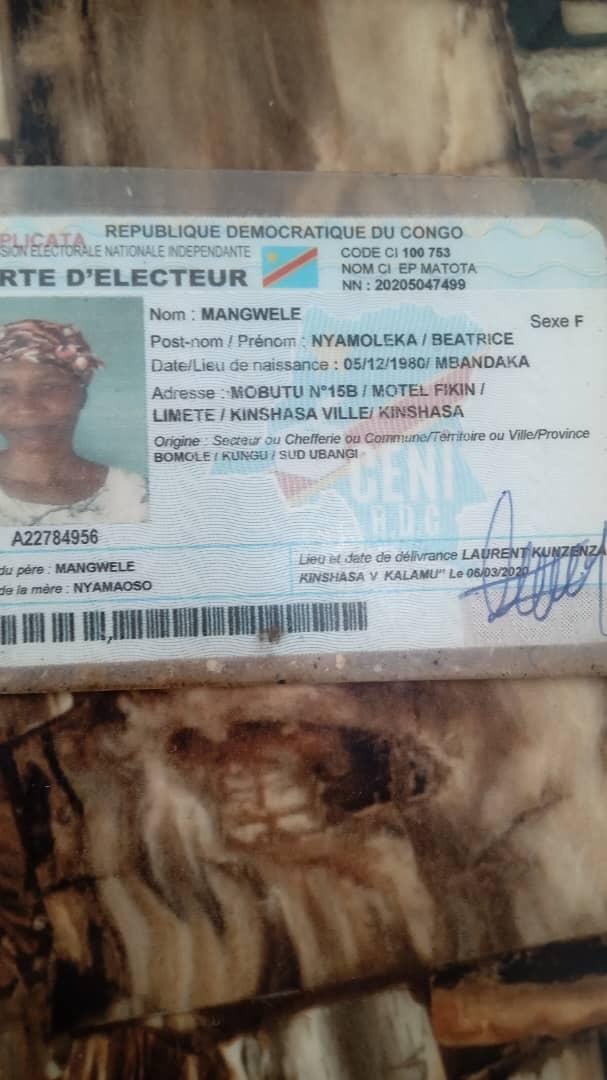 PLICATA
REPUBLIQUE DEMOCRATIQUE DU CONGO
SSION ELECTORALE NATIONALE INDEPENDANTE
RTE D'ELECTEUR
CODE CI 100 753
NOM CI EP MATOTA
NN : 20205047499
Nom : MANGWELE
Sexe F
Post-nom / Prénom : NYAMOLEKA / BEATRICE
Date/Lieu de naissance : 05/12/1980/ MBANDAKA
Adresse : MOBUTU N°15B / MOTEL FIKIN /
LIMETE / KINSHASA VILLE/ KINSHASA
Origine : Secteur ou Chefferie ou Commune/Térritoire ou Ville/Province
BOMOLE / KUNGU / SUD UBANGI
CENI
R.D.C
A22784956
du père : MANGWELE
de la mère : NYAMAOSO
Lieu et date de délivrance LAURENT KUNZENZA
KINSHASA V KALAMU" Le 06/03/2020